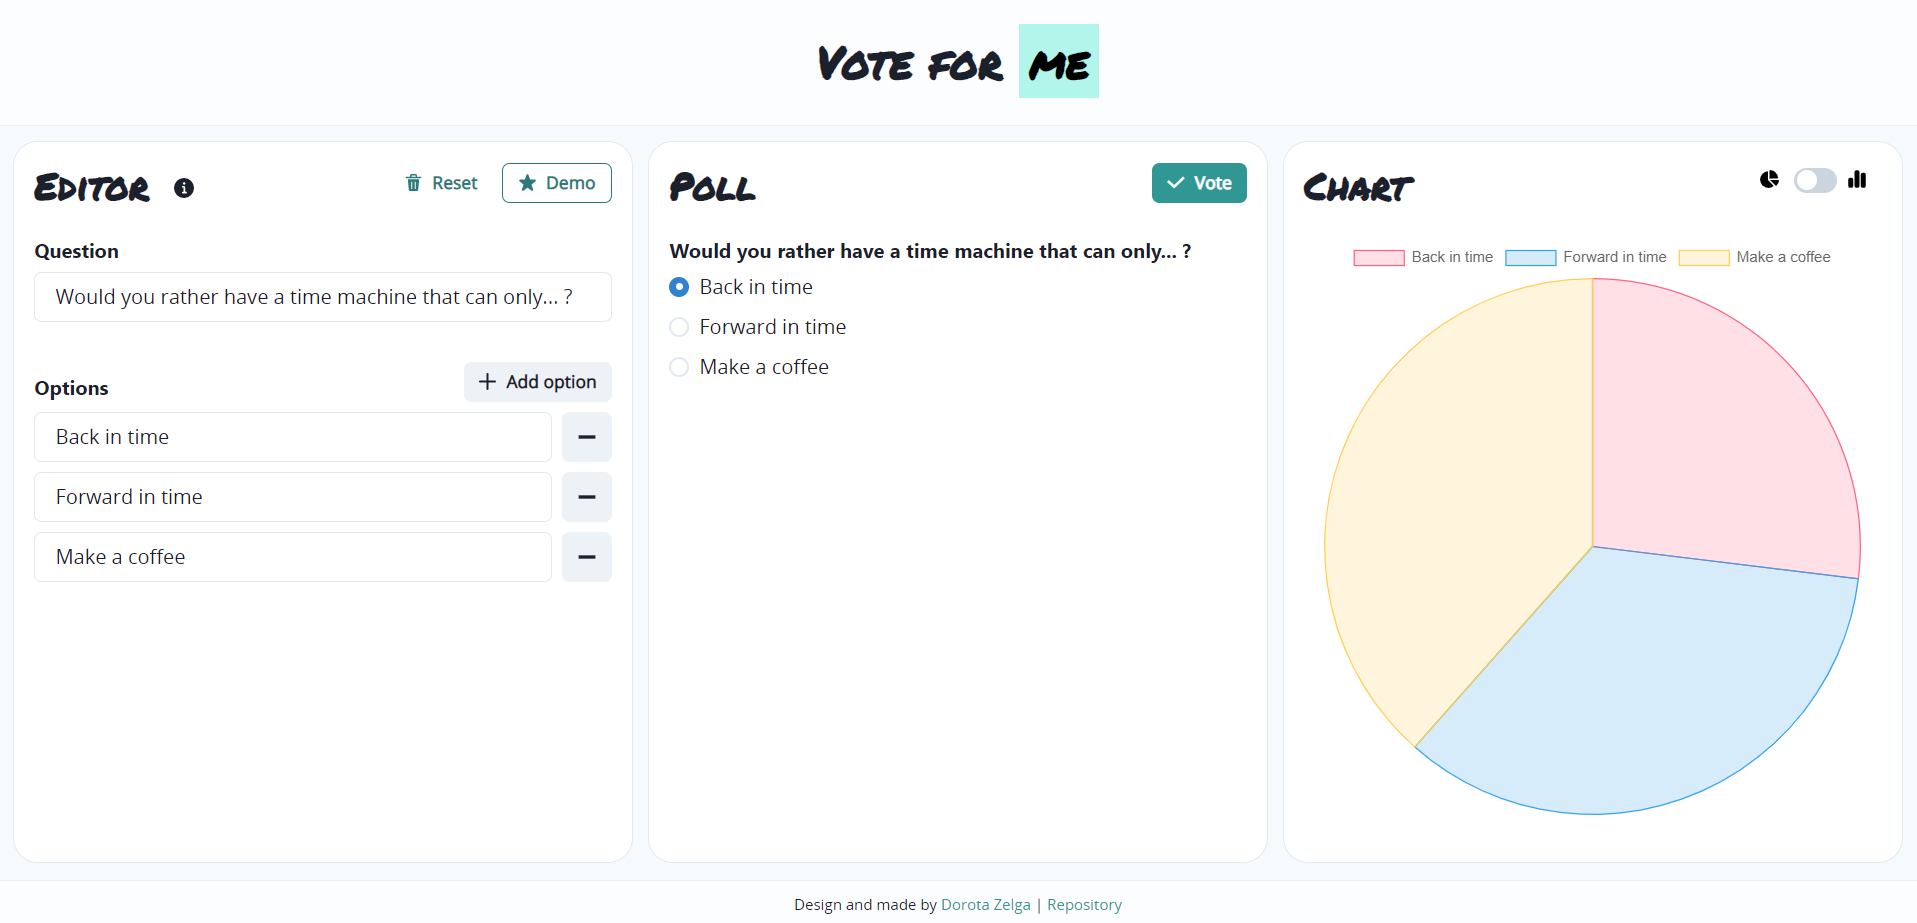 Vote for me
Editor
Reset
Demo
Question
Would you rather have a time machine that can only... ?
Options
Add option
Back in time
Forward in time
Make a coffee
Poll
Vote
Would you rather have a time machine that can only... ?
Back in time
Forward in time
Make a coffee
Chart
Back in time Forward in time Make a coffee
Design and made by Dorota Zelga | Repository